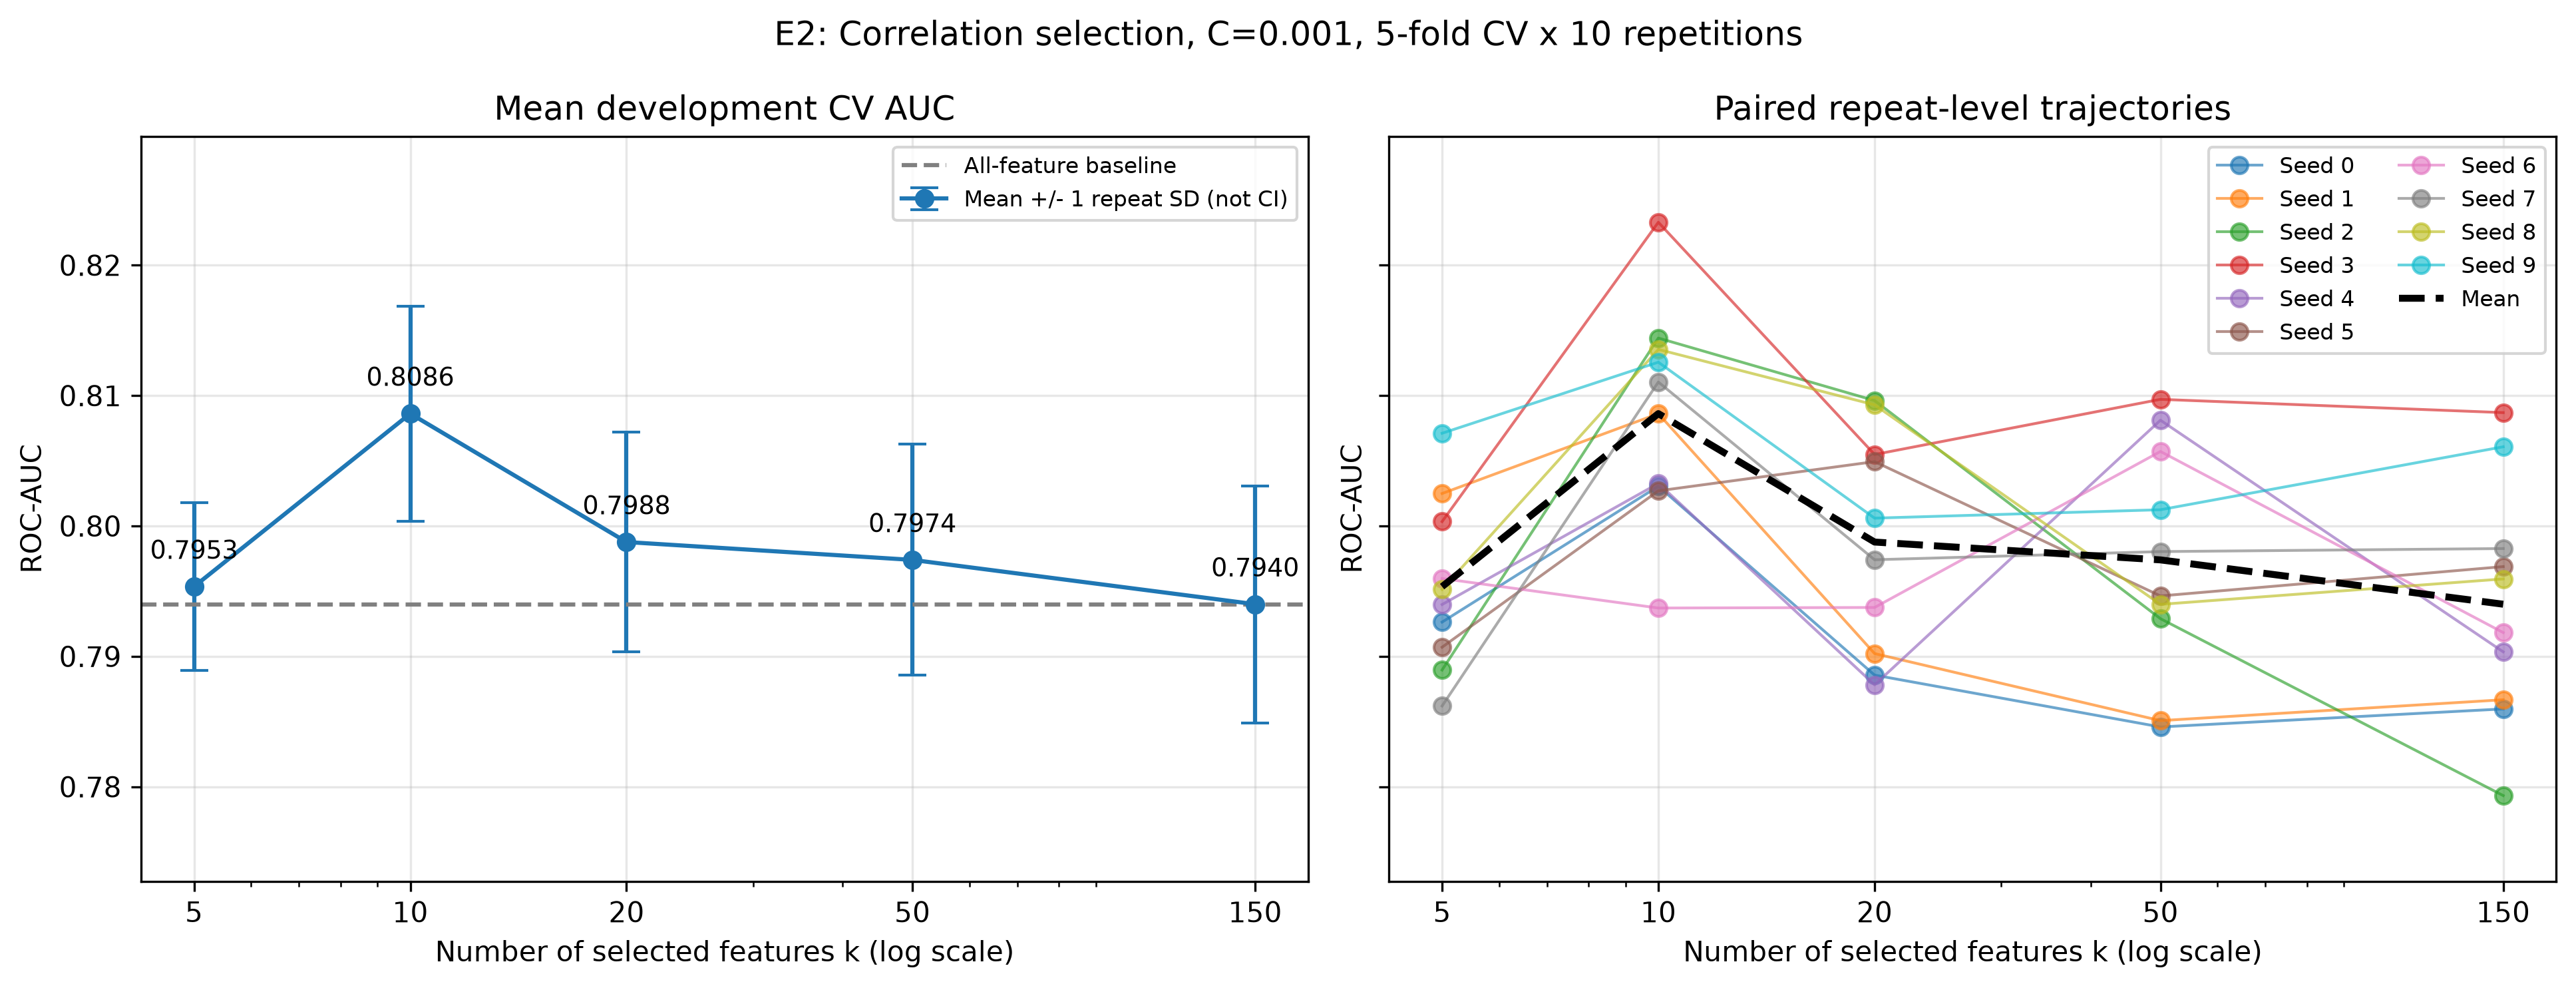 E2: Correlation selection, C=0.001, 5-fold CV x 10 repetitions
Mean development CV AUC
All-feature baseline
Mean +/- 1 repeat SD (not CI)
0.82
0.81
0.80
0.79
0.78
ROC-AUC
0.7953
0.8086
0.7988
0.7974
0.7940
5
10
20
50
150
Number of selected features k (log scale)
Paired repeat-level trajectories
Seed 0
Seed 1
Seed 2
Seed 3
Seed 4
Seed 5
Seed 6
Seed 7
Seed 8
Seed 9
Mean
ROC-AUC
5
10
20
50
150
Number of selected features k (log scale)